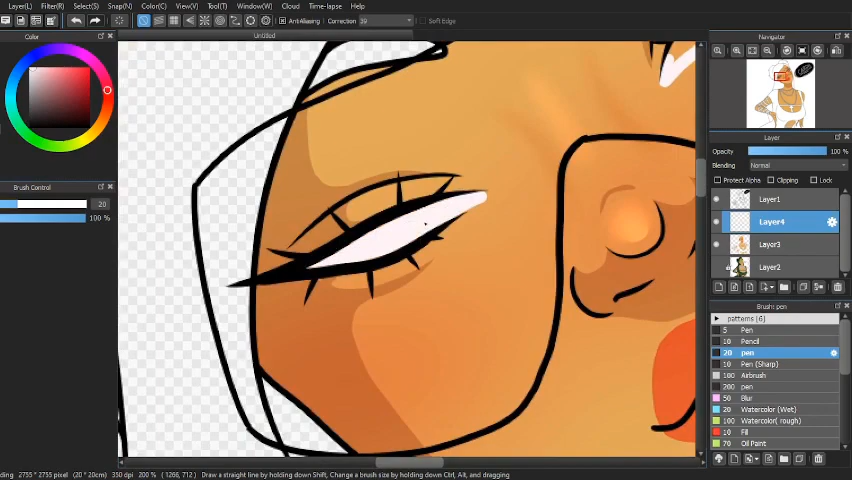 Layer(L) Filter(R) Select(S) Snap(N) Color(C) View(V) Tool(T) Window(W) Cloud Time-lapse Help
AntiAliasing Correction 39 Soft Edge
Untitled
Color
Brush Control
20
100 %
Navigator
Layer
Opacity 100 %
Blending Normal
Protect Alpha Clipping Lock
Layer1
Layer4
Layer3
Layer2
Brush: pen
patterns (6)
5 Pen
10 Pencil
20 pen
10 Pen (Sharp)
100 Airbrush
200 pen
50 Blur
20 Watercolor (Wet)
100 Watercolor( rough)
10 Fill
70 Oil Paint
ding 2755 * 2755 pixel (20 * 20cm) 350 dpi 200 % ( 1266, 712 ) Draw a straight line by holding down Shift, Change a brush size by holding down Ctrl, Alt, and dragging